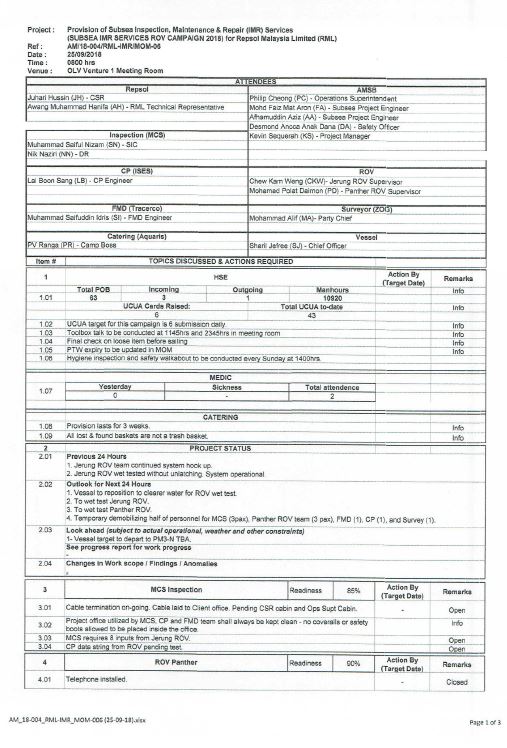 Project : Provision of Subsea Inspection, Maintenance & Repair (IMR) Services
(SUBSEA IMR SERVICES ROV CAMPAIGN 2018) for Repsol Malaysia Limited (RML)
Ref : AM/18-004/RML-IMR/MOM-06
Date : 25/09/2018
Time : 0800 hrs
Venue : OLV Venture 1 Meeting Room
ATTENDEES
Repsol AMSB
Juhari Hussin (JH) - CSR Philip Cheong (PC) - Operations Superintendent
Awang Muhammad Hanifa (AH) - RML Technical Representative Mohd Faiz Mat Aron (FA) - Subsea Project Engineer
Afhamuddin Aziz (AA) - Subsea Project Engineer
Desmond Anoca Anak Dana (DA) - Safety Officer
Inspection (MCS) Kevin Sequerah (KS) - Project Manager
Muhammad Saiful Nizam (SN) - SIC
Nik Naziri (NN) - DR
CP (ISES) ROV
Lai Boon Sang (LB) - CP Engineer Chew Kam Weng (CKW)- Jerung ROV Supervisor
Mohamad Polat Daimon (PD) - Panther ROV Supervisor
FMD (Tracerco) Surveyor (ZOG)
Muhammad Saifuddin Idris (SI) - FMD Engineer Mohammad Alif (MA)- Party Chief
Catering (Aquaris) Vessel
PV Ranga (PR) - Camp Boss Sharil Jefree (SJ) - Chief Officer
Item # TOPICS DISCUSSED & ACTIONS REQUIRED
1 HSE Action By (Target Date) Remarks
Total POB Incoming Outgoing Manhours Info
1.01 63 3 1 10920
UCUA Cards Raised: Total UCUA to-date Info
6 43
1.02 UCUA target for this campaign is 6 submission daily. Info
1.03 Toolbox talk to be conducted at 1145hrs and 2345hrs in meeting room Info
1.04 Final check on loose item before sailing Info
1.05 PTW expiry to be updated in MOM Info
1.06 Hygiene inspection and safety walkabout to be conducted every Sunday at 1400hrs.
MEDIC
1.07 Yesterday Sickness Total attendence
0 - 2
CATERING
1.08 Provision lasts for 3 weeks. Info
1.09 All lost & found baskets are not a trash basket. Info
2 PROJECT STATUS
2.01 Previous 24 Hours
1. Jerung ROV team continued system hook up.
2. Jerung ROV wet tested without unlatching. System operational.
2.02 Outlook for Next 24 Hours
1. Vessel to reposition to clearer water for ROV wet test.
2. To wet test Jerung ROV.
3. To wet test Panther ROV.
4. Temporary demobilizing half of personnel for MCS (3pax), Panther ROV team (3 pax), FMD (1), CP (1), and Survey (1).
2.03 Look ahead (subject to actual operational, weather and other constraints)
1- Vessel target to depart to PM3-N TBA.
See progress report for work progress
-
2.04 Changes in Work scope / Findings / Anomalies
-
3 MCS Inspection Readiness 85% Action By (Target Date) Remarks
3.01 Cable termination on-going. Cable laid to Client office. Pending CSR cabin and Ops Supt Cabin. - Open
3.02 Project office utilized by MCS, CP and FMD team shall always be kept clean - no coveralls or safety Info
boots allowed to be placed inside the office.
3.03 MCS requires 8 inputs from Jerung ROV. Open
3.04 CP data string from ROV pending test. Open
4 ROV Panther Readiness 90% Action By (Target Date) Remarks
4.01 Telephone installed. - Closed
AM_18-004_RML-IMR_MOM-006 (25-09-18).xlsx Page 1 of 3